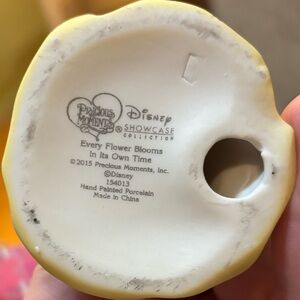 PRECIOUS
MOMENTS®
Disney
SHOWCASE
COLLECTION
Every Flower Blooms
In Its Own Time
©2015 Precious Moments, Inc.
©Disney
154013
Hand Painted Porcelain
Made in China